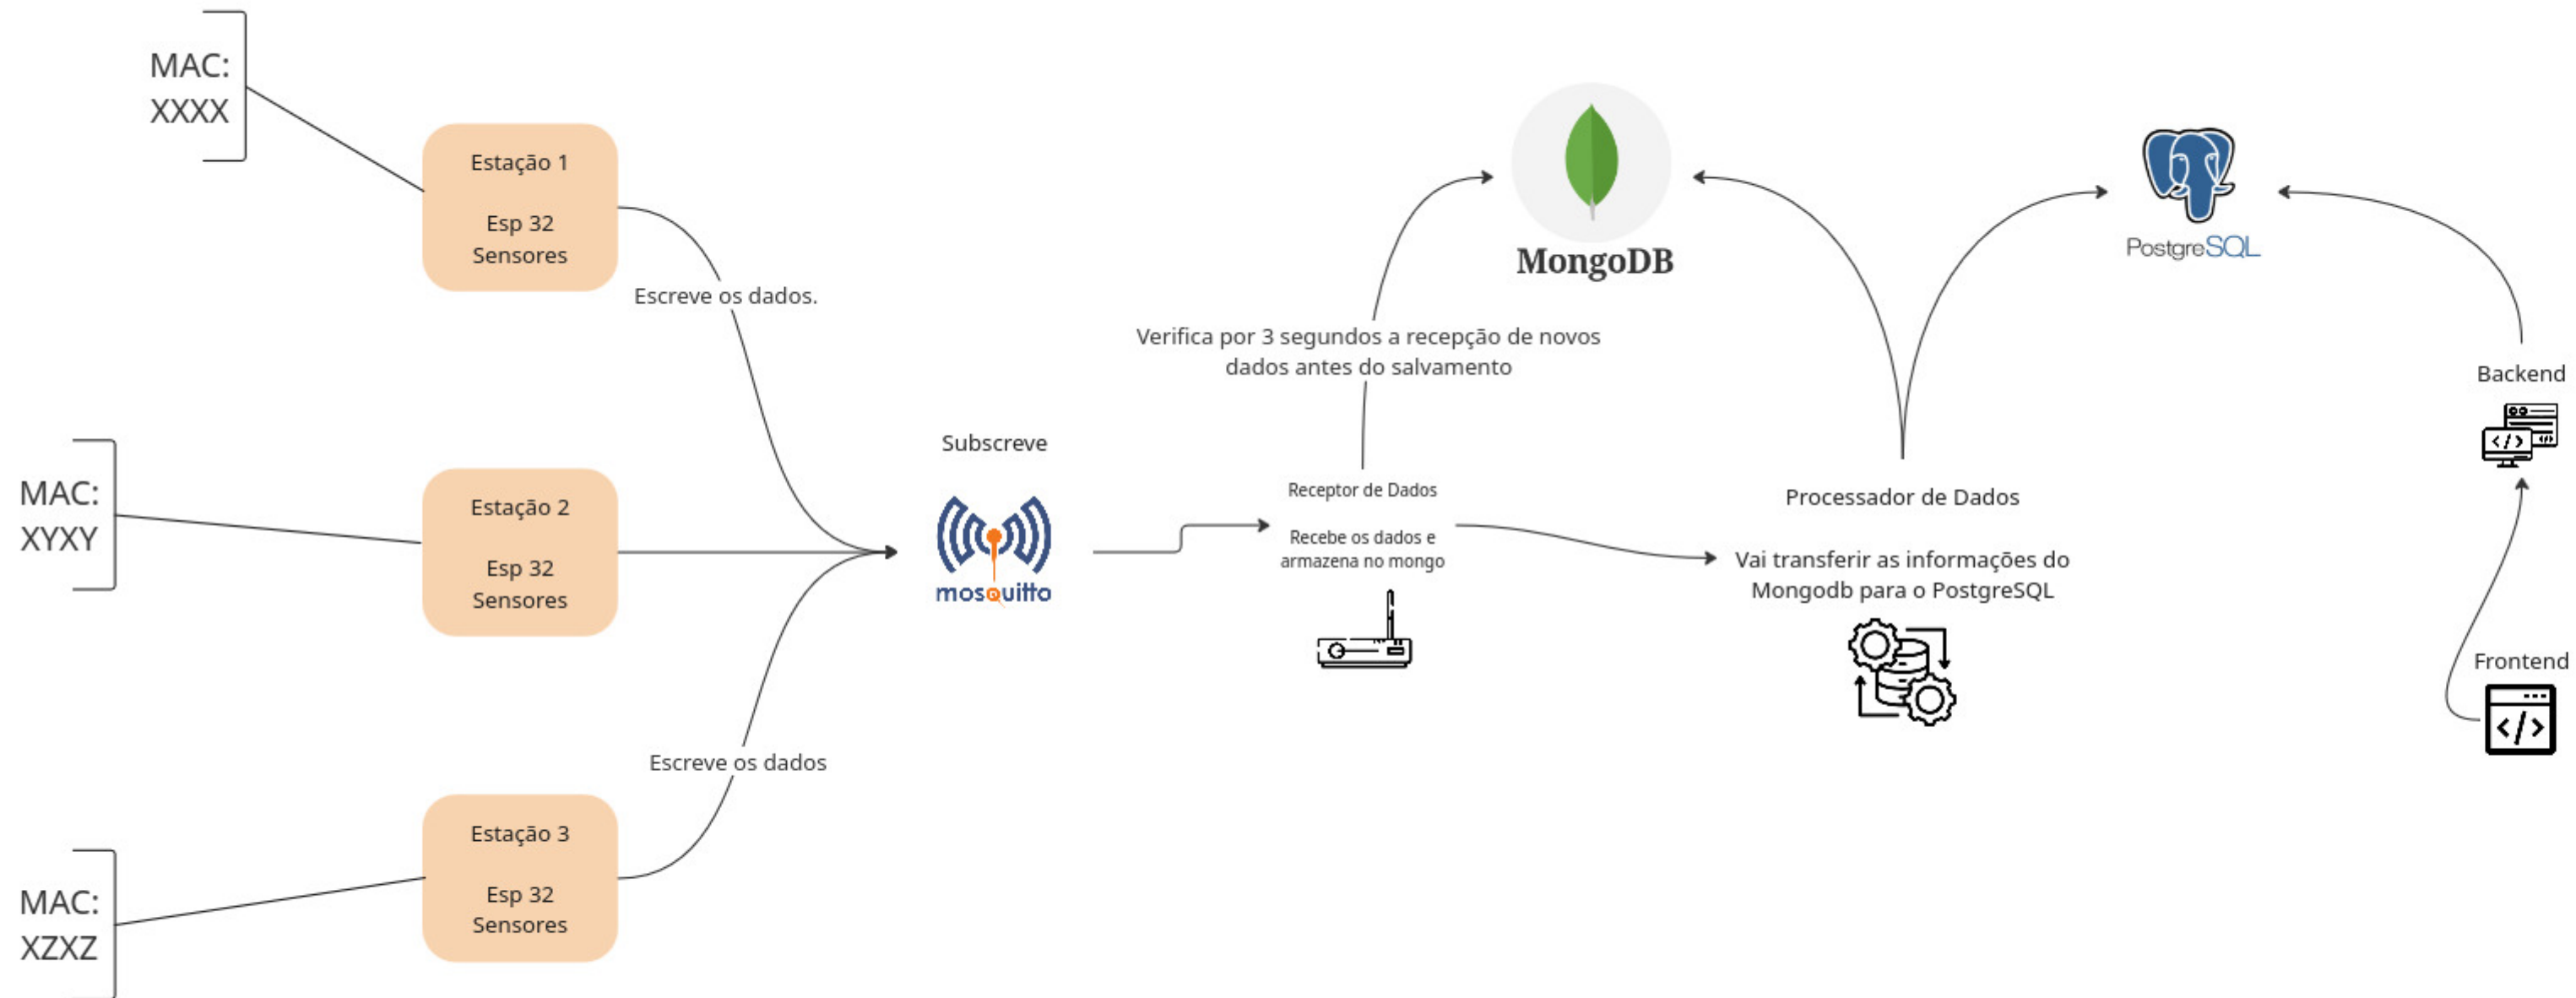 MAC:
XXXX
Estação 1
Esp 32
Sensores
Escreve os dados.
MAC:
XYXY
Estação 2
Esp 32
Sensores
MAC:
XZXZ
Estação 3
Esp 32
Sensores
Escreve os dados
Subscreve
mosquitto
Verifica por 3 segundos a recepção de novos
dados antes do salvamento
Receptor de Dados
Recebe os dados e
armazena no mongo
MongoDB
Processador de Dados
Vai transferir as informações do
Mongodb para o PostgreSQL
PostgreSQL
Backend
Frontend